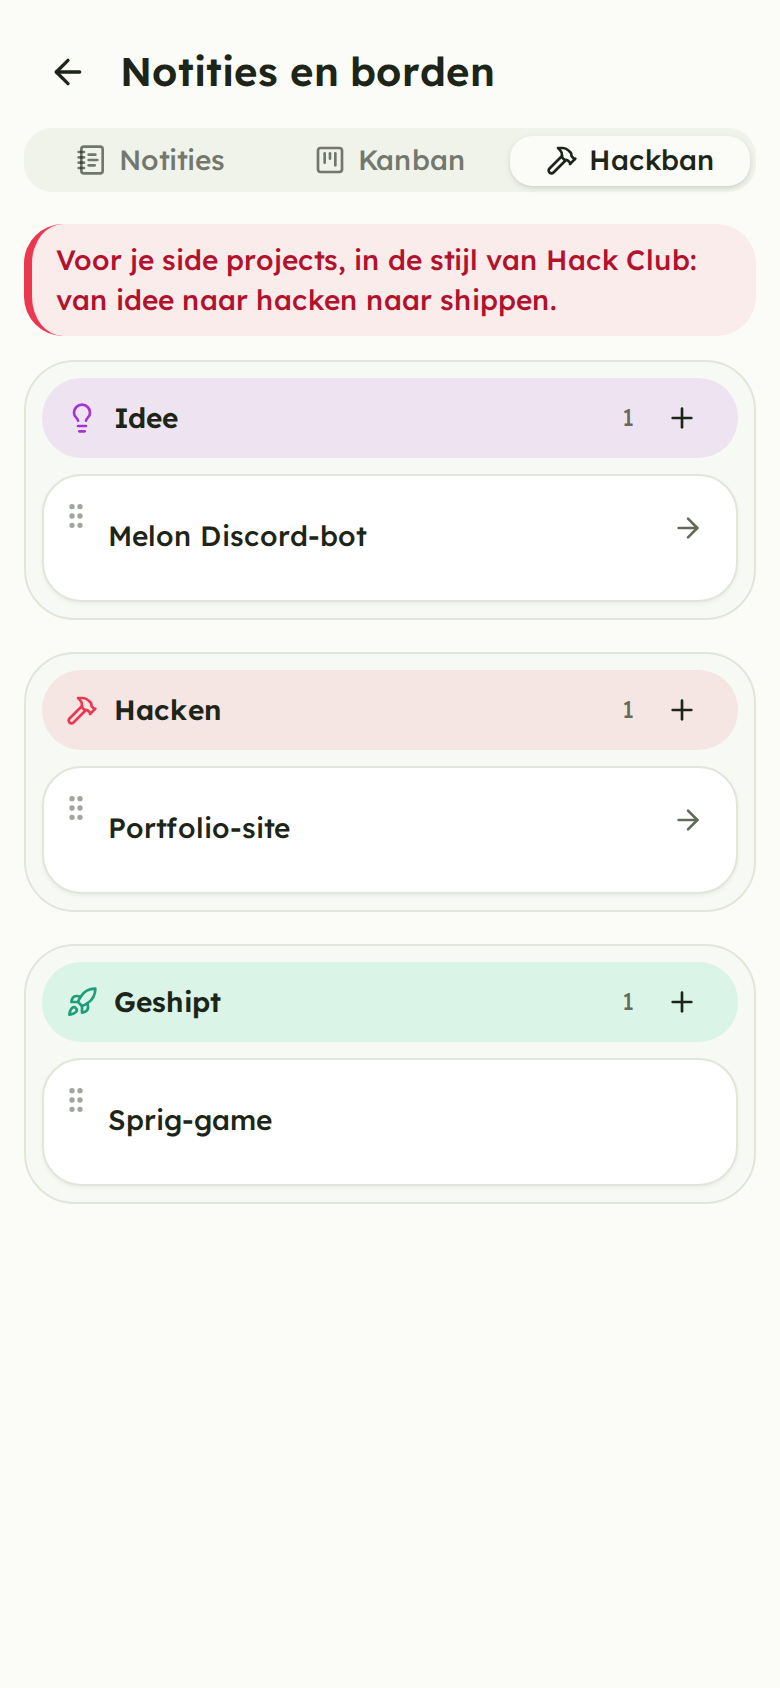 Notities en borden
Notities
Kanban
Hackban
Voor je side projects, in de stijl van Hack Club:
van idee naar hacken naar shippen.
Idee
1
Melon Discord-bot
Hacken
1
Portfolio-site
Geshipt
1
Sprig-game